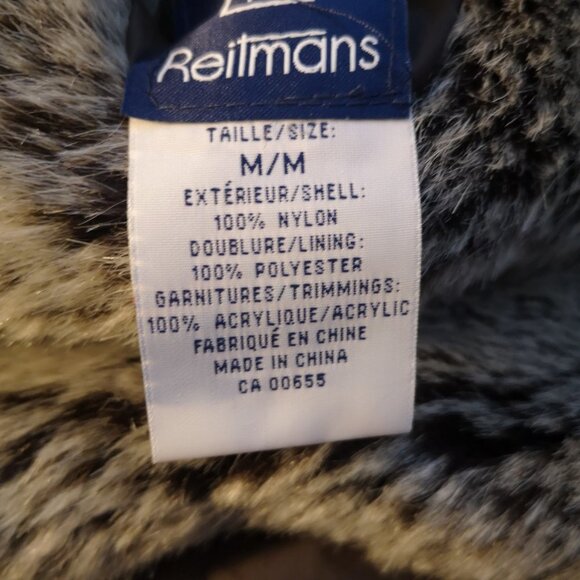 Reitmans
TAILLE/SIZE:
M/M
EXTÉRIEUR/SHELL:
100% NYLON
DOUBLURE/LINING:
100% POLYESTER
GARNITURES/TRIMMINGS:
100% ACRYLIQUE/ACRYLIC
FABRIQUÉ EN CHINE
MADE IN CHINA
CA 00655